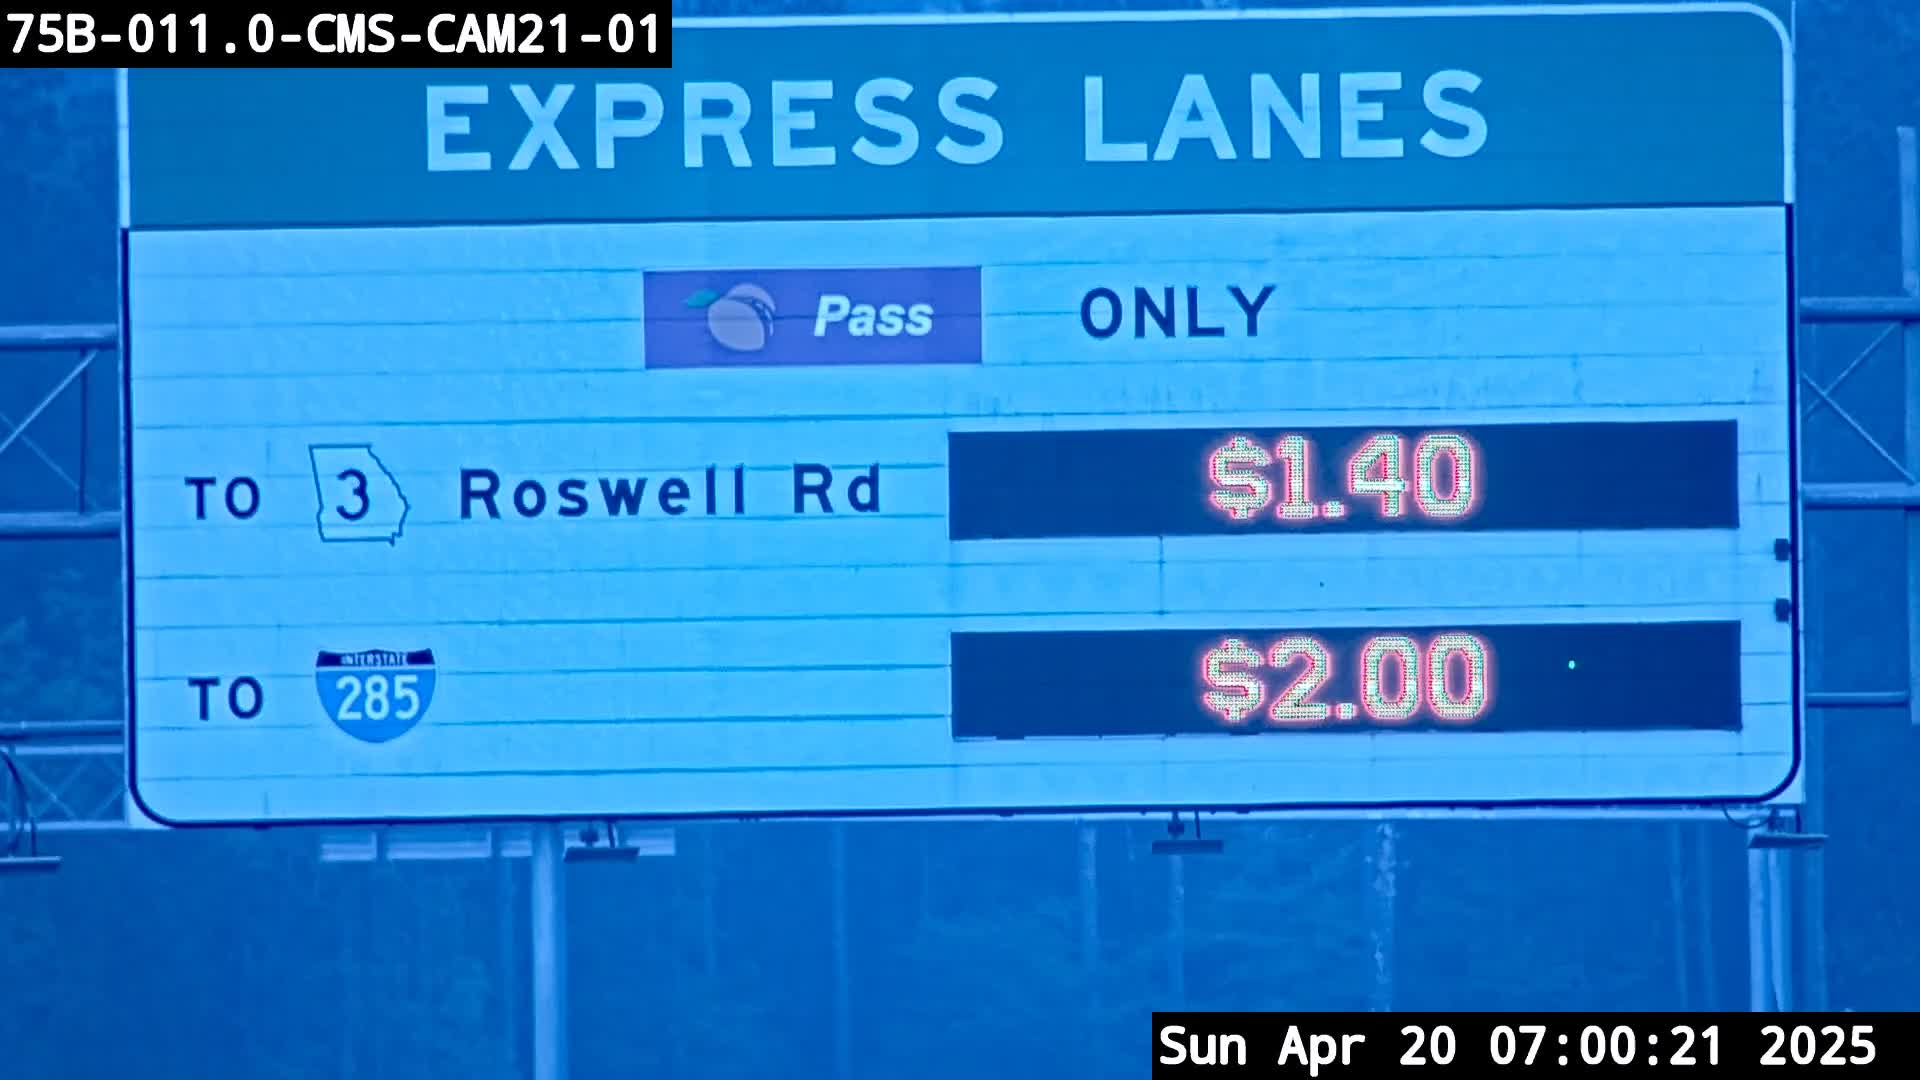 75B-011.0-CMS-CAM21-01
EXPRESS LANES
Pass ONLY
TO 3 Roswell Rd $1.40
INTERSTATE
TO 285 $2.00
Sun Apr 20 07:00:21 2025